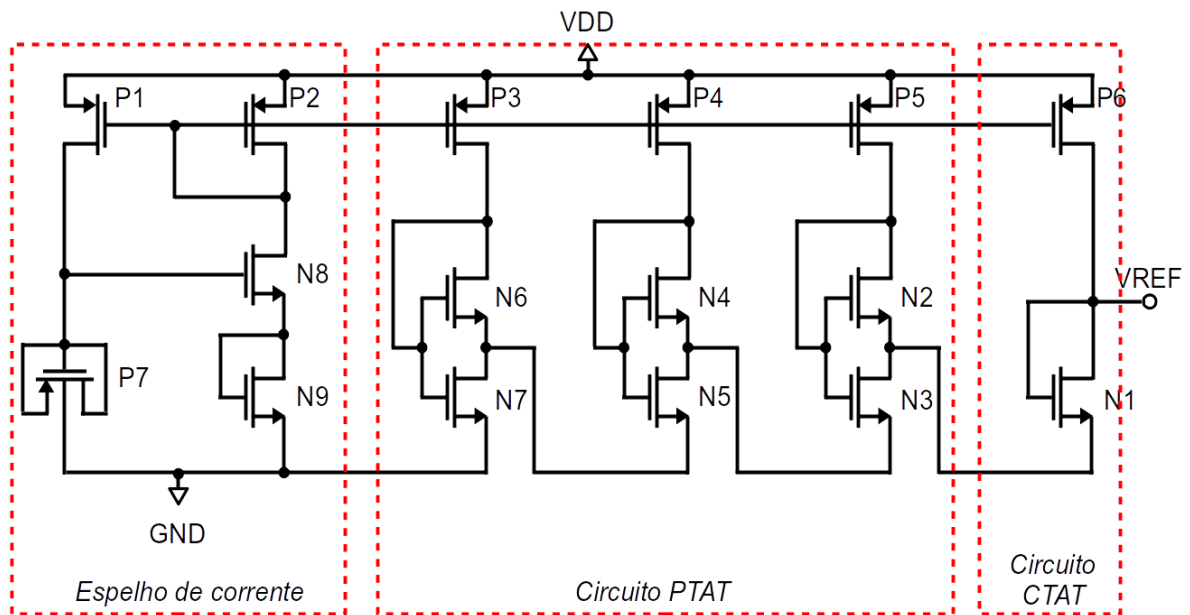 VDD
P1
P2
P3
P4
P5
P6
N8
N6
N4
N2
VREF
P7
N9
N7
N5
N3
N1
GND
Espelho de corrente
Circuito PTAT
Circuito
CTAT